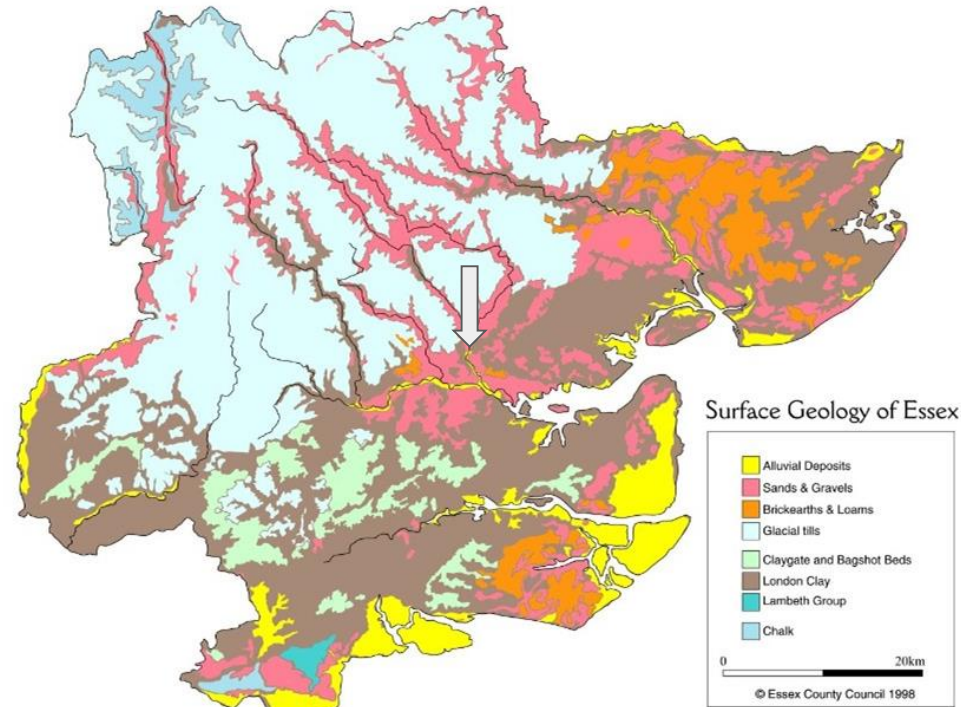 Surface Geology of Essex
Alluvial Deposits
Sands & Gravels
Brickearths & Loams
Glacial tills
Claygate and Bagshot Beds
London Clay
Lambeth Group
Chalk
0 20km
© Essex County Council 1998